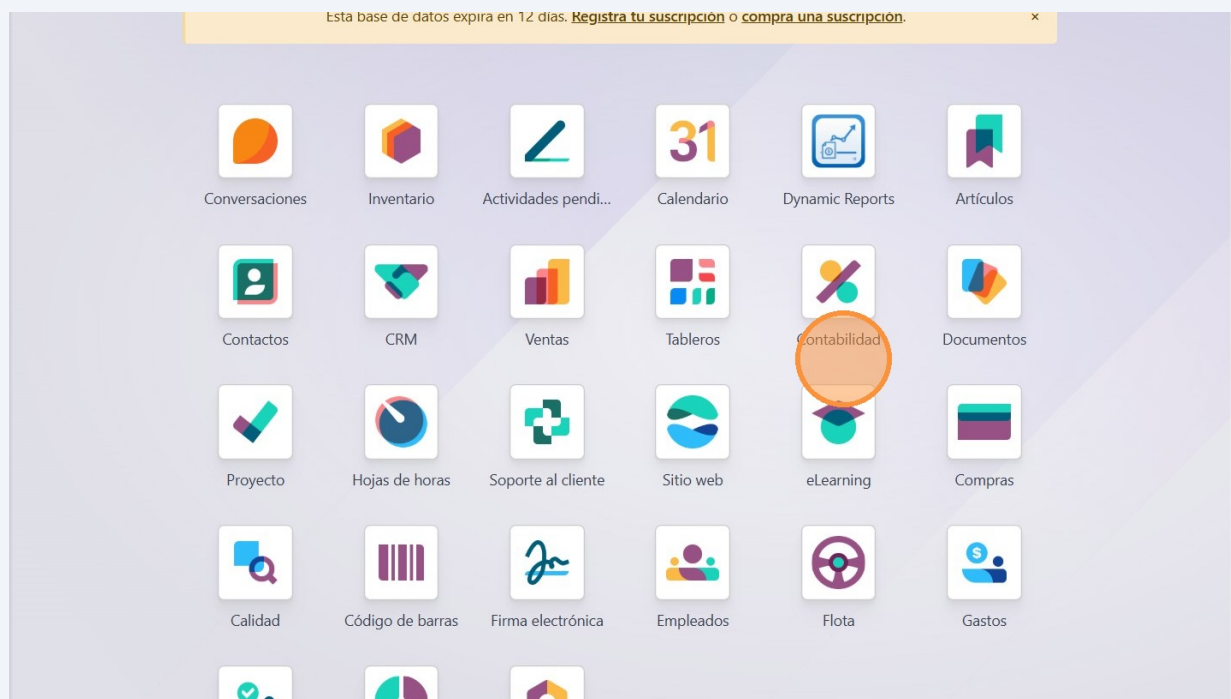 Esta base de datos expira en 12 días. Registra tu suscripción o compra una suscripción. ×
Conversaciones Inventario Actividades pendi... 31 Calendario Dynamic Reports Artículos
Contactos CRM Ventas Tableros Contabilidad Documentos
Proyecto Hojas de horas Soporte al cliente Sitio web eLearning Compras
Calidad Código de barras Firma electrónica Empleados Flota $ Gastos